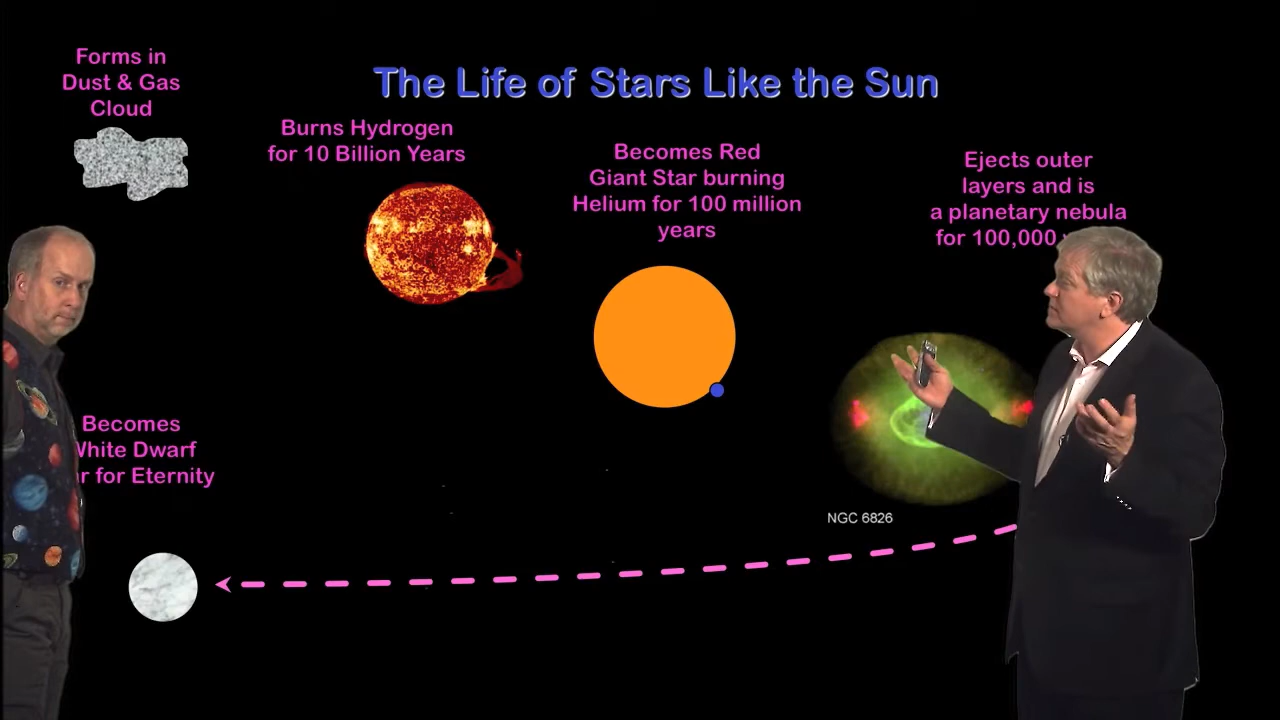 The Life of Stars Like the Sun
Forms in
Dust & Gas
Cloud
Burns Hydrogen
for 10 Billion Years
Becomes Red
Giant Star burning
Helium for 100 million
years
Ejects outer
layers and is
a planetary nebula
for 100,000
NGC 6826
Becomes
White Dwarf
for Eternity